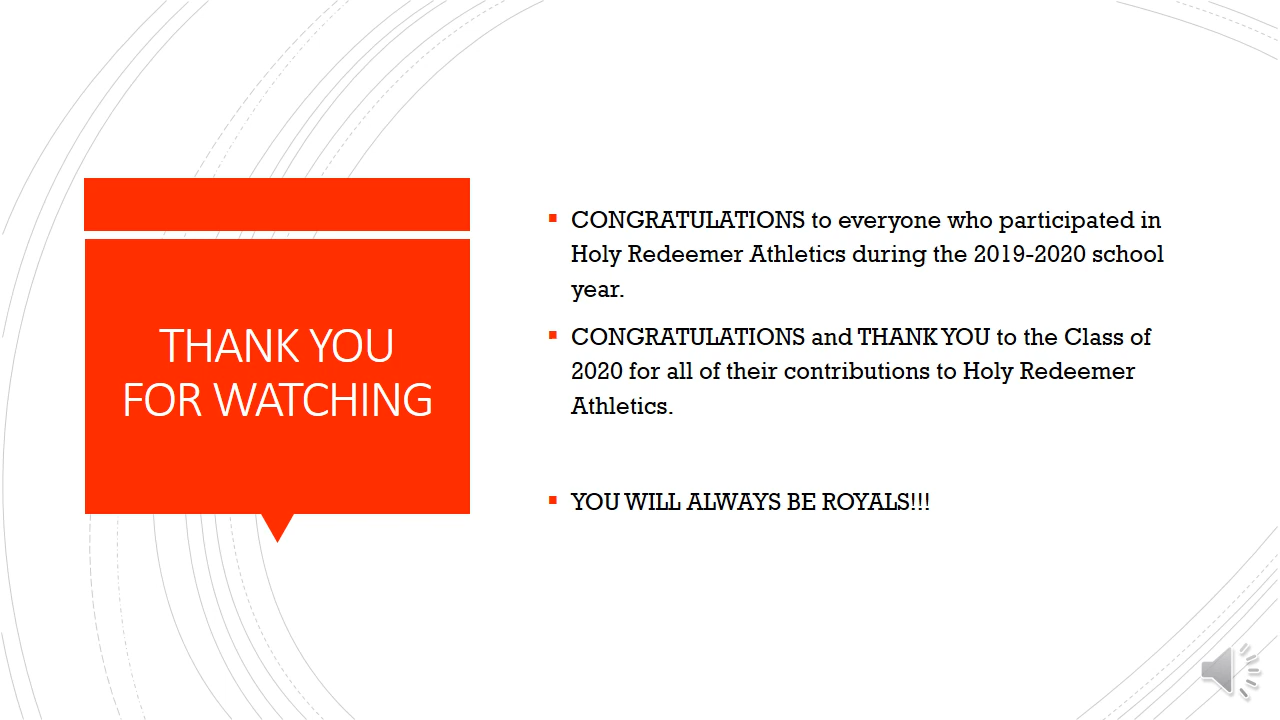 THANK YOU
FOR WATCHING
CONGRATULATIONS to everyone who participated in
Holy Redeemer Athletics during the 2019-2020 school
year.
CONGRATULATIONS and THANK YOU to the Class of
2020 for all of their contributions to Holy Redeemer
Athletics.
YOU WILL ALWAYS BE ROYALS!!!